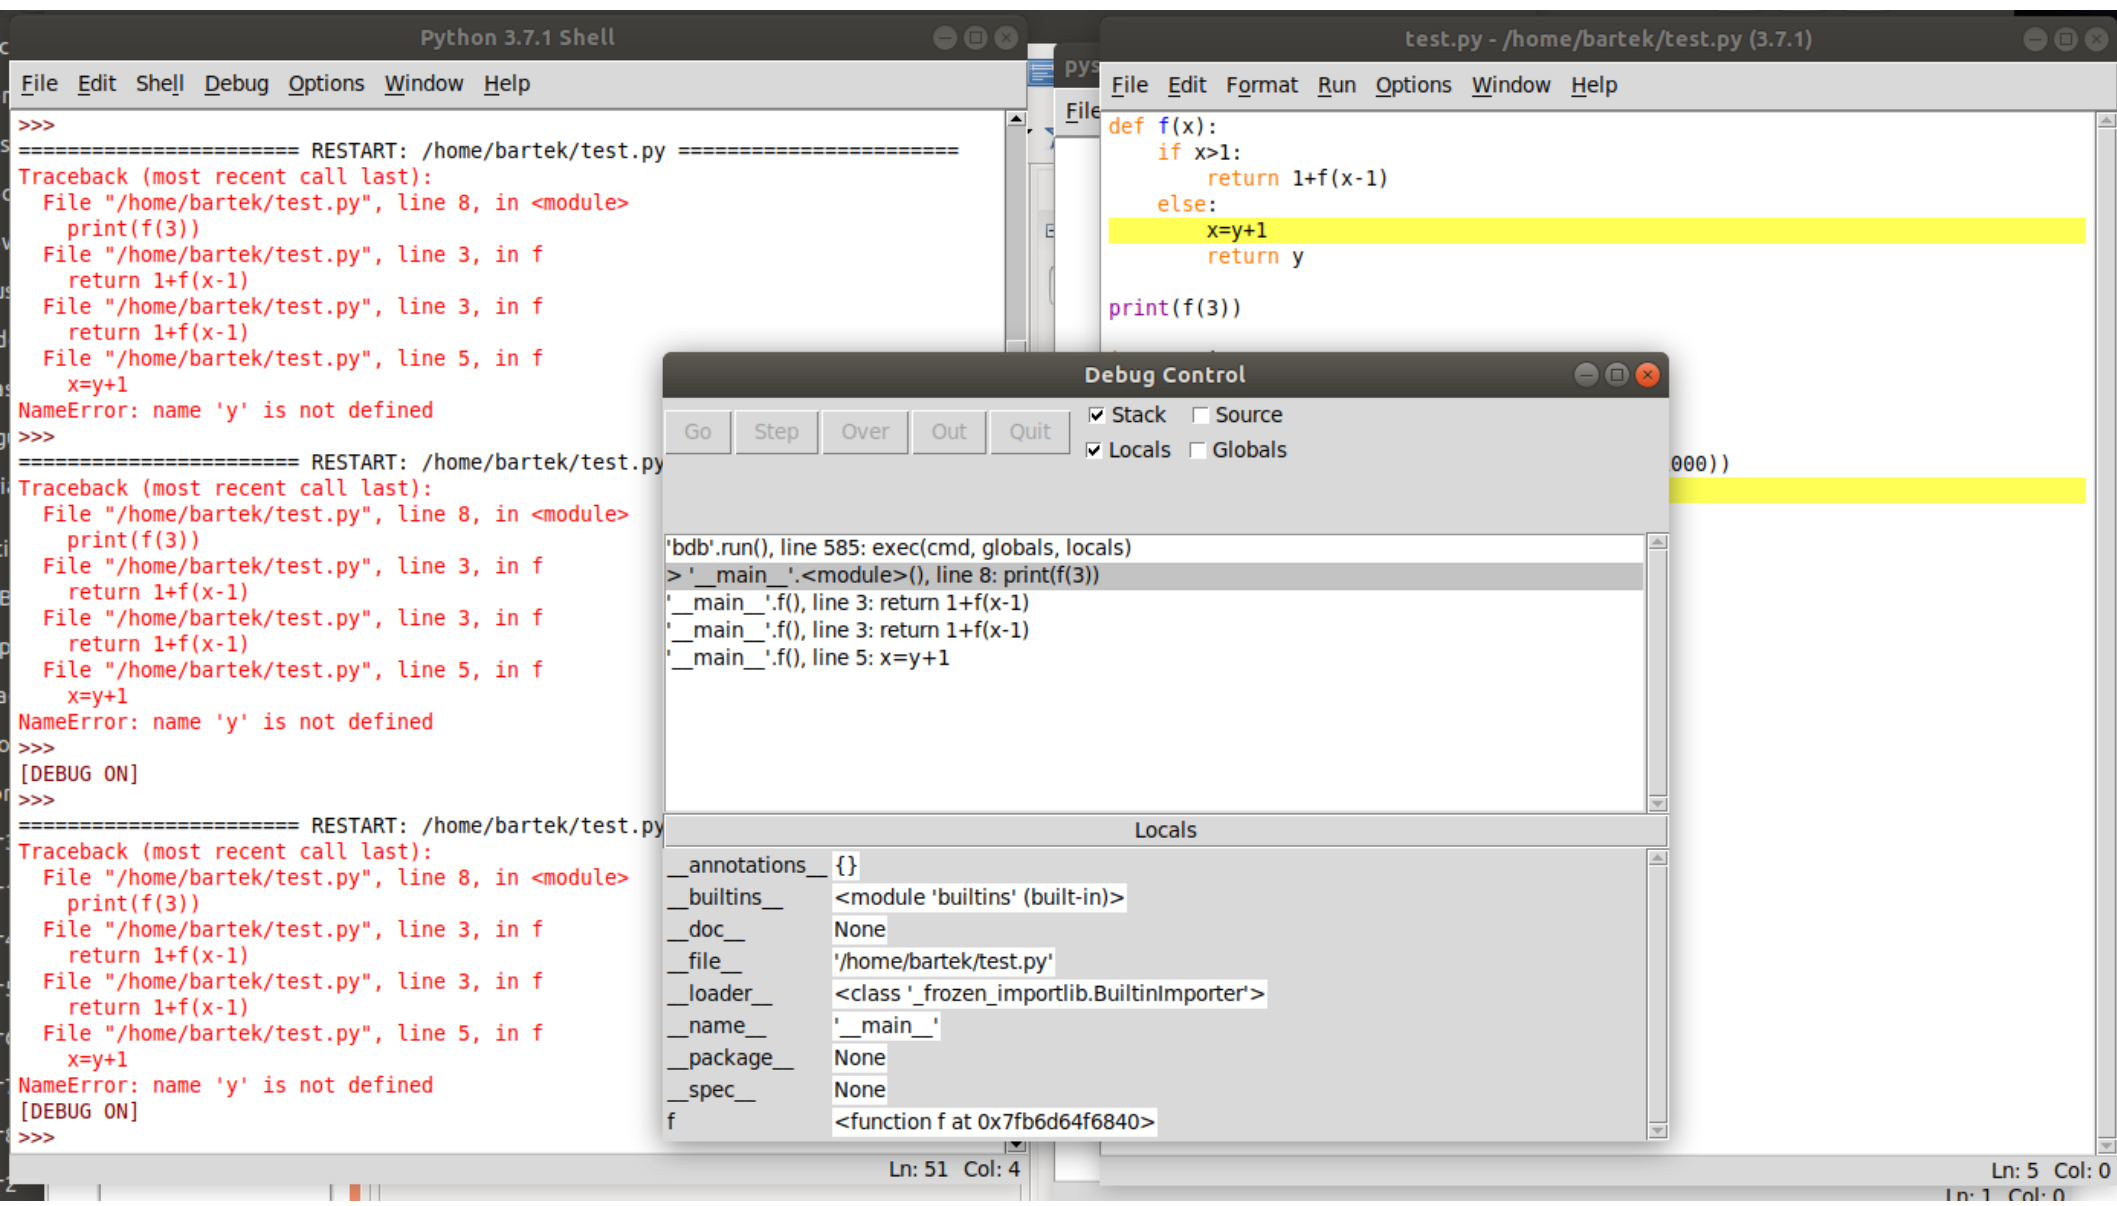 Python 3.7.1 Shell
File Edit Shell Debug Options Window Help
>>>
======================= RESTART: /home/bartek/test.py =======================
Traceback (most recent call last):
  File "/home/bartek/test.py", line 8, in <module>
    print(f(3))
  File "/home/bartek/test.py", line 3, in f
    return 1+f(x-1)
  File "/home/bartek/test.py", line 3, in f
    return 1+f(x-1)
  File "/home/bartek/test.py", line 5, in f
    x=y+1
NameError: name 'y' is not defined
>>>
======================= RESTART: /home/bartek/test.py
Traceback (most recent call last):
  File "/home/bartek/test.py", line 8, in <module>
    print(f(3))
  File "/home/bartek/test.py", line 3, in f
    return 1+f(x-1)
  File "/home/bartek/test.py", line 3, in f
    return 1+f(x-1)
  File "/home/bartek/test.py", line 5, in f
    x=y+1
NameError: name 'y' is not defined
>>>
[DEBUG ON]
>>>
======================= RESTART: /home/bartek/test.py
Traceback (most recent call last):
  File "/home/bartek/test.py", line 8, in <module>
    print(f(3))
  File "/home/bartek/test.py", line 3, in f
    return 1+f(x-1)
  File "/home/bartek/test.py", line 3, in f
    return 1+f(x-1)
  File "/home/bartek/test.py", line 5, in f
    x=y+1
NameError: name 'y' is not defined
[DEBUG ON]
>>>
Ln: 51 Col: 4
pys
File
test.py - /home/bartek/test.py (3.7.1)
File Edit Format Run Options Window Help
def f(x):
    if x>1:
        return 1+f(x-1)
    else:
        x=y+1
        return y
print(f(3))
000))
Ln: 5 Col: 0
Ln: 1 Col: 0
Debug Control
Go Step Over Out Quit
Stack Source
Locals Globals
'bdb'.run(), line 585: exec(cmd, globals, locals)
> '__main__'.<module>(), line 8: print(f(3))
'__main__'.f(), line 3: return 1+f(x-1)
'__main__'.f(), line 3: return 1+f(x-1)
'__main__'.f(), line 5: x=y+1
Locals
__annotations__ {}
__builtins__ <module 'builtins' (built-in)>
__doc__ None
__file__ '/home/bartek/test.py'
__loader__ <class '_frozen_importlib.BuiltinImporter'>
__name__ '__main__'
__package__ None
__spec__ None
f <function f at 0x7fb6d64f6840>